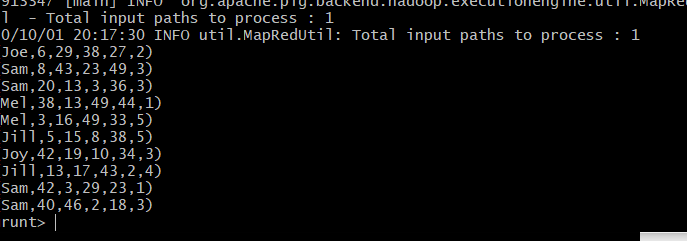 913347 [main] INFO  org.apache.pig.backend.hadoop.executionengine.util.MapRed
l  - Total input paths to process : 1
0/10/01 20:17:30 INFO util.MapRedUtil: Total input paths to process : 1
Joe,6,29,38,27,2)
Sam,8,43,23,49,3)
Sam,20,13,3,36,3)
Mel,38,13,49,44,1)
Mel,3,16,49,33,5)
Jill,5,15,8,38,5)
Joy,42,19,10,34,3)
Jill,13,17,43,2,4)
Sam,42,3,29,23,1)
Sam,40,46,2,18,3)
runt>